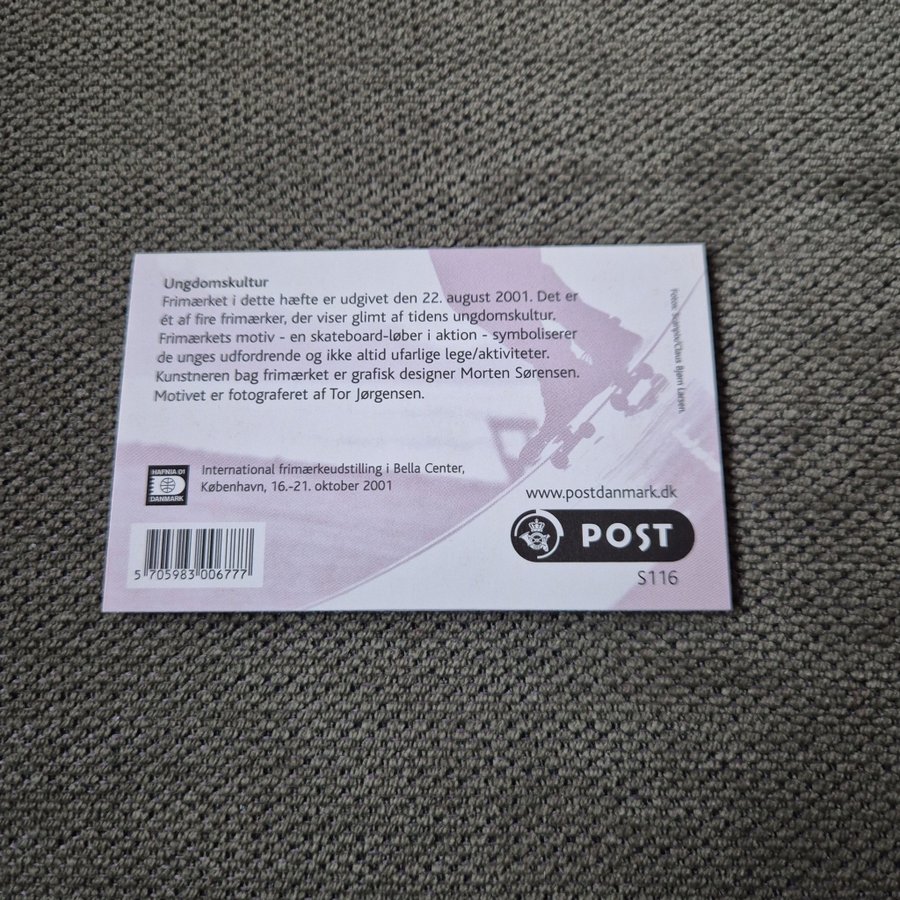 Ungdomskultur
Frimærket i dette hæfte er udgivet den 22. august 2001. Det er
ét af fire frimærker, der viser glimt af tidens ungdomskultur.
Frimærkets motiv - en skateboard-løber i aktion - symboliserer
de unges udfordrende og ikke altid ufarlige lege/aktiviteter.
Kunstneren bag frimærket er grafisk designer Morten Sørensen.
Motivet er fotograferet af Tor Jørgensen.
Claus Bjørn Larsen.
HAFNIA 01
DANMARK
International frimærkeudstilling i Bella Center,
København, 16.-21. oktober 2001
www.postdanmark.dk
POST
S116
5 705983 006777